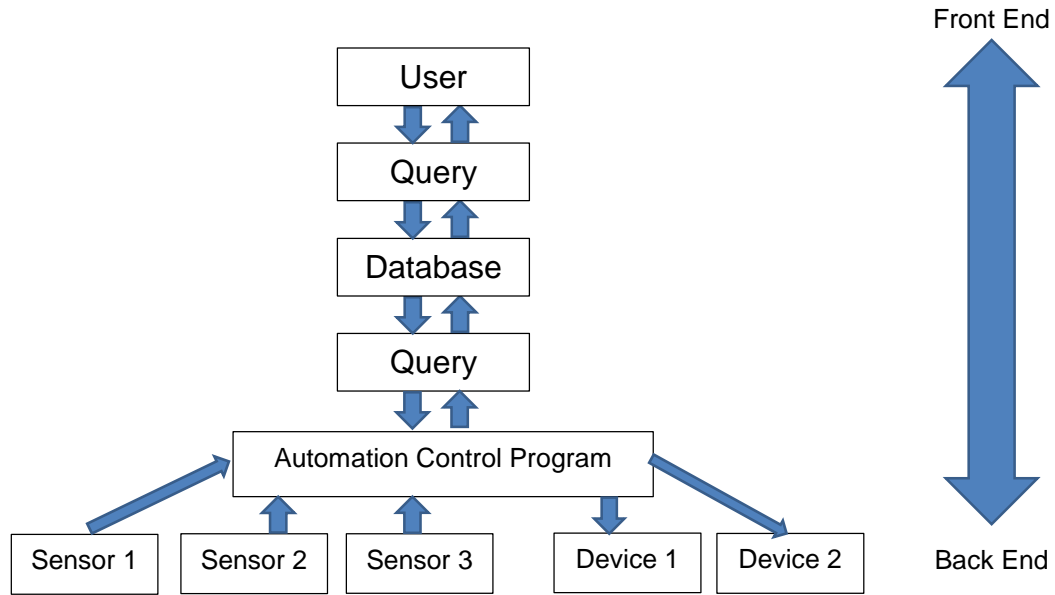 Front End
User
Query
Database
Query
Automation Control Program
Sensor 1
Sensor 2
Sensor 3
Device 1
Device 2
Back End